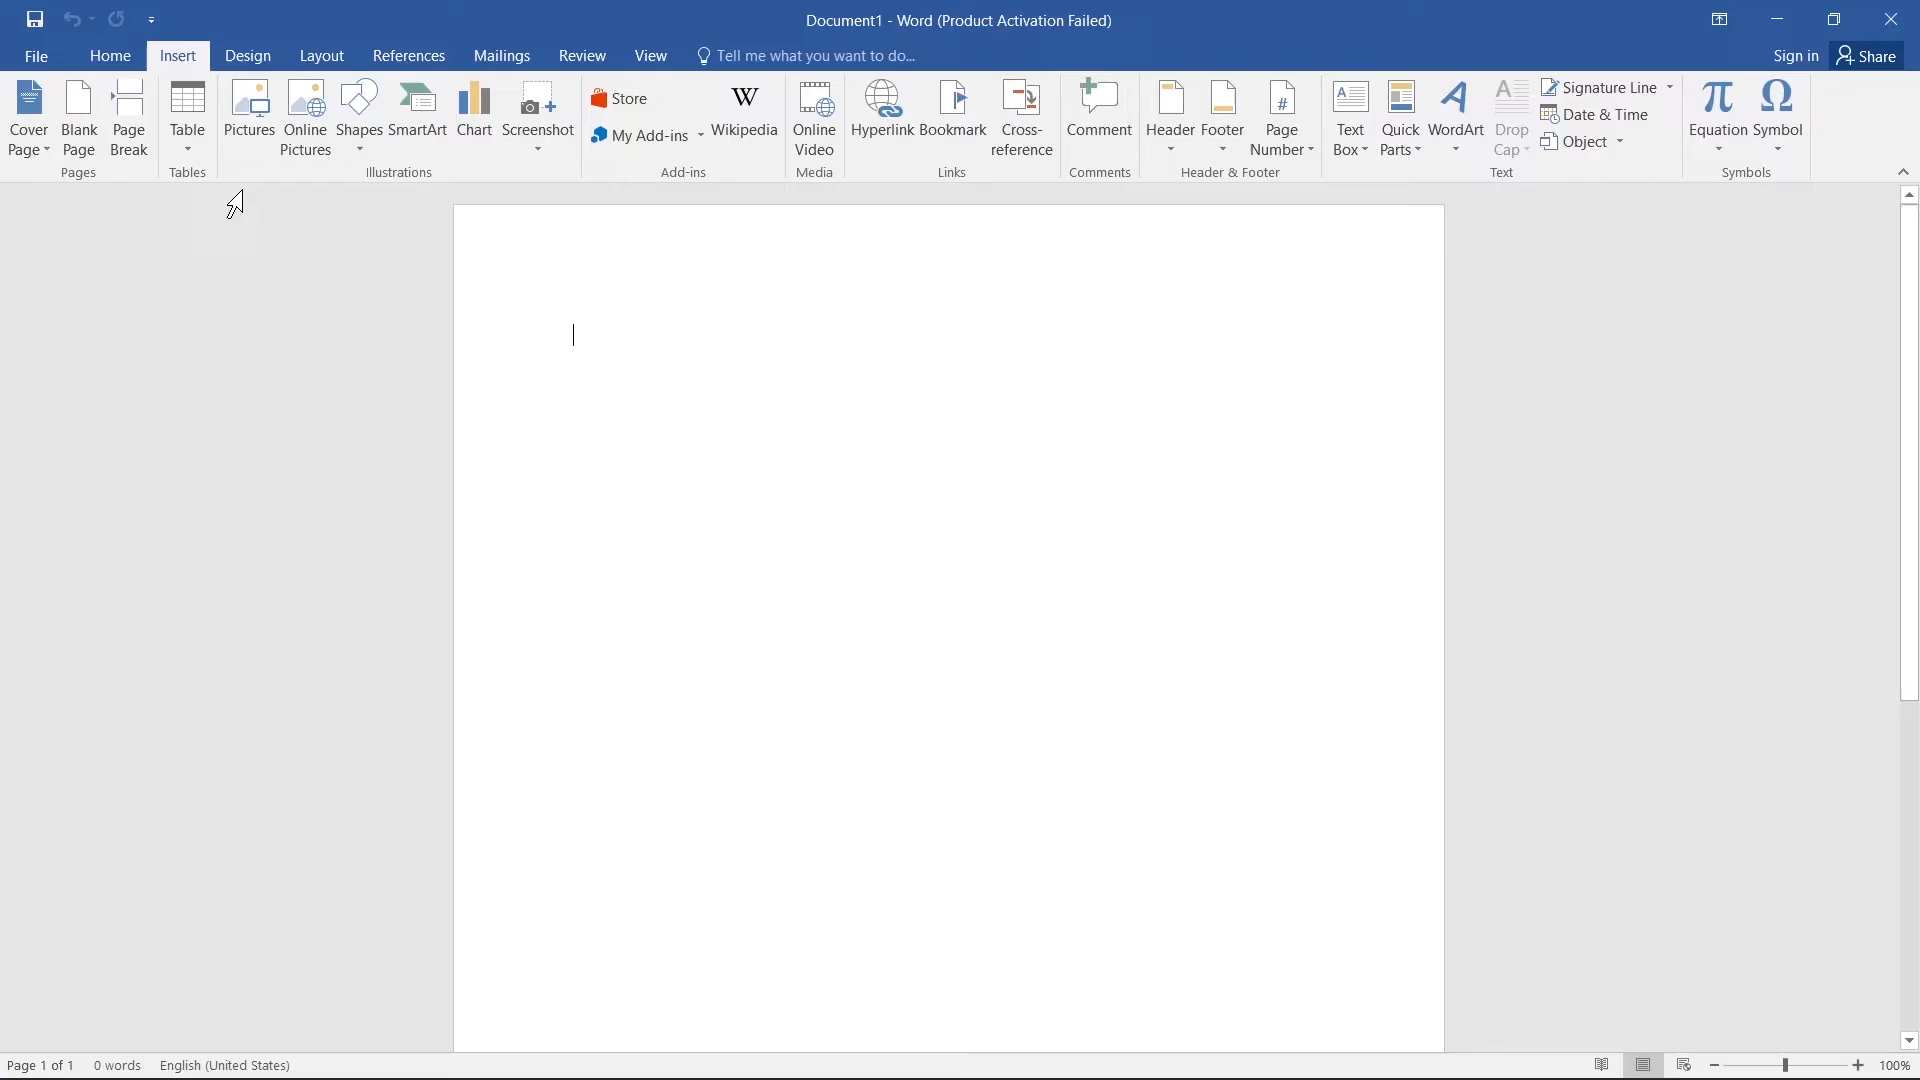 Document1 - Word (Product Activation Failed)
File Home Insert Design Layout References Mailings Review View Tell me what you want to do... Sign in Share
Cover Page
Blank Page
Page Break
Table
Pictures
Online Pictures
Shapes
SmartArt
Chart
Screenshot
Store
My Add-ins
Wikipedia
Online Video
Hyperlink
Bookmark
Cross-reference
Comment
Header
Footer
Page Number
Text Box
Quick Parts
WordArt
Drop Cap
Signature Line
Date & Time
Object
Equation
Symbol
Pages Tables Illustrations Add-ins Media Links Comments Header & Footer Text Symbols
Page 1 of 1 0 words English (United States) 100%